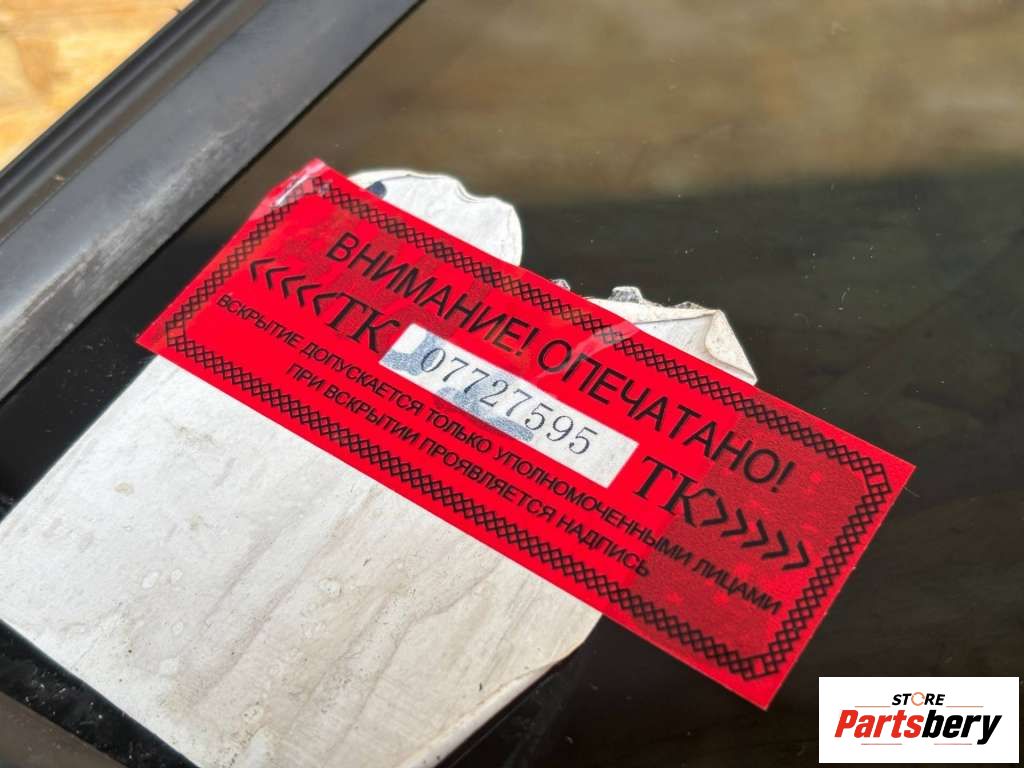 ВНИМАНИЕ! ОПЕЧАТАНО!
<<<<<ТК 07727595 ТК>>>>>
ВСКРЫТИЕ ДОПУСКАЕТСЯ ТОЛЬКО УПОЛНОМОЧЕННЫМИ ЛИЦАМИ
ПРИ ВСКРЫТИИ ПРОЯВЛЯЕТСЯ НАДПИСЬ
STORE
Partsbery